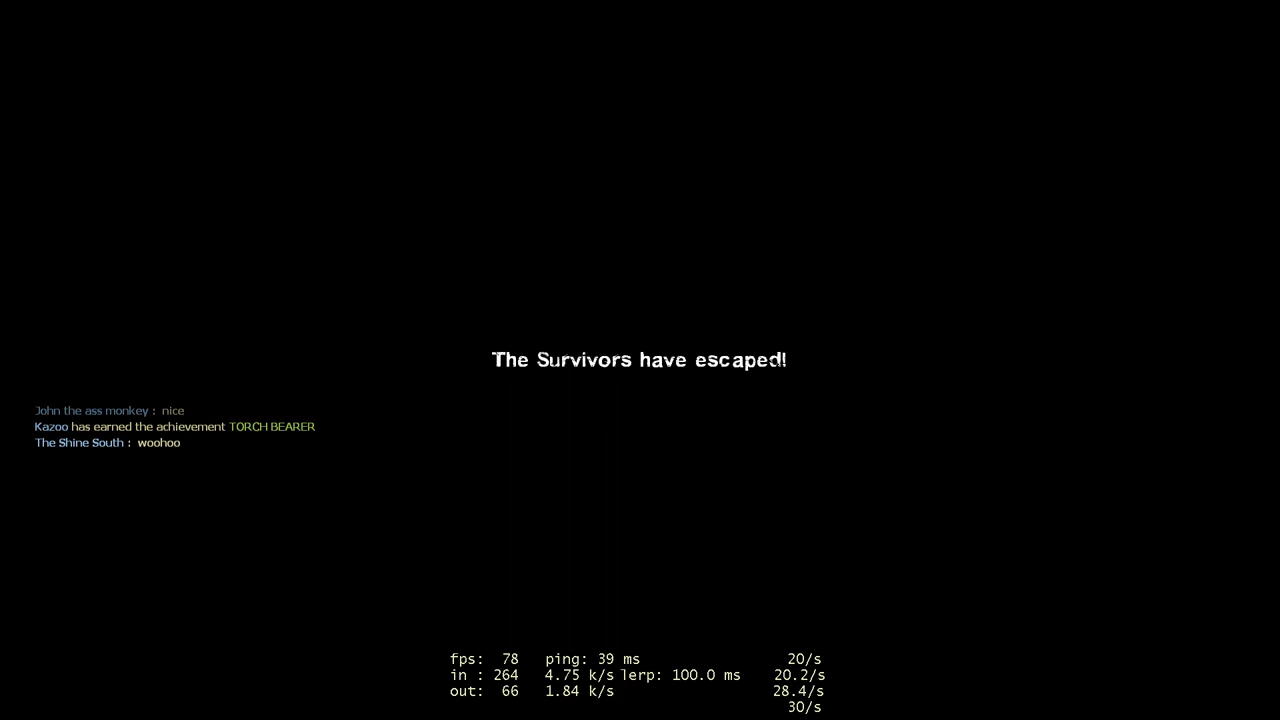 The Survivors have escaped!
John the ass monkey : nice
Kazoo has earned the achievement TORCH BEARER
The Shine South : woohoo
fps: 78 ping: 39 ms 20/s
in : 264 4.75 k/s lerp: 100.0 ms 20.2/s
out: 66 1.84 k/s 28.4/s
30/s